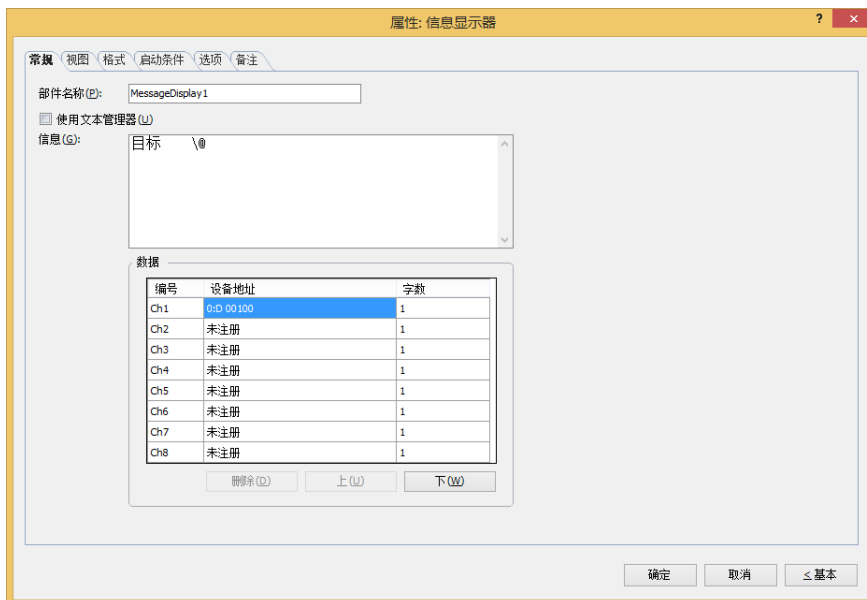 属性: 信息显示器
? ×
常规 视图 格式 启动条件 选项 备注
部件名称(P): MessageDisplay1
使用文本管理器(U)
信息(G): 目标 \@
数据
编号 设备地址 字数
Ch1 0:D 00100 1
Ch2 未注册 1
Ch3 未注册 1
Ch4 未注册 1
Ch5 未注册 1
Ch6 未注册 1
Ch7 未注册 1
Ch8 未注册 1
删除(D) 上(U) 下(W)
确定 取消 <基本